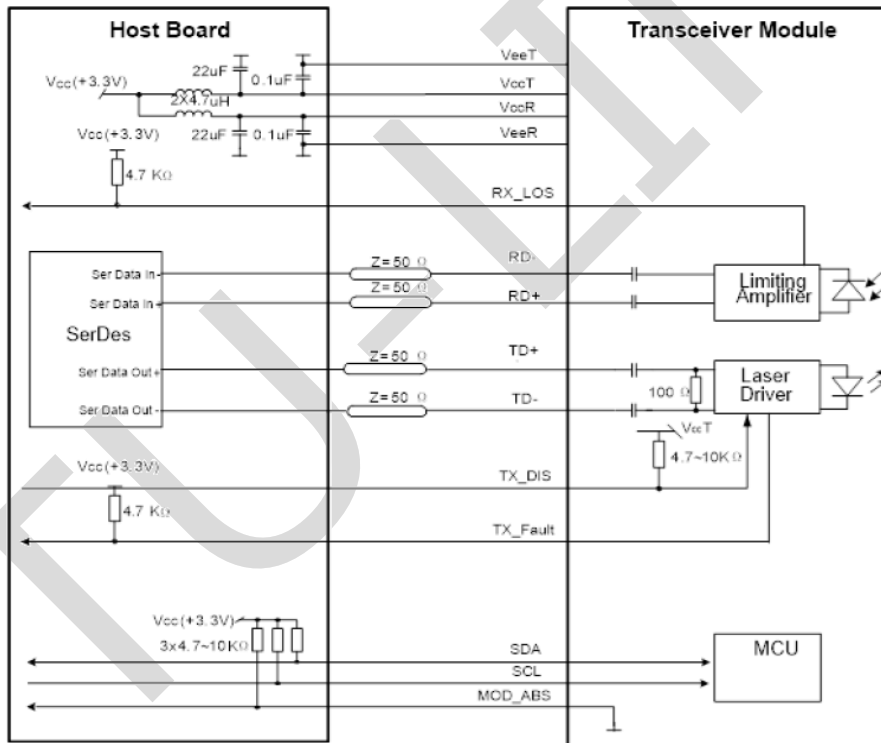 Host Board
Transceiver Module
VeeT
22uF
0.1uF
Vcc(+3.3V)
VccT
2X4.7uH
VccR
Vcc(+3.3V)
22uF
0.1uF
VeeR
4.7 KΩ
RX_LOS
Z=50 Ω
RD-
Ser Data In-
Limiting
Amplifier
Z=50 Ω
RD+
Ser Data In+
SerDes
Z=50 Ω
TD+
Ser Data Out+
Laser
Driver
100 Ω
Z=50 Ω
TD-
Ser Data Out-
VccT
4.7~10KΩ
Vcc(+3.3V)
TX_DIS
4.7 KΩ
TX_Fault
Vcc(+3.3V)
3x4.7~10KΩ
SDA
MCU
SCL
MOD_ABS